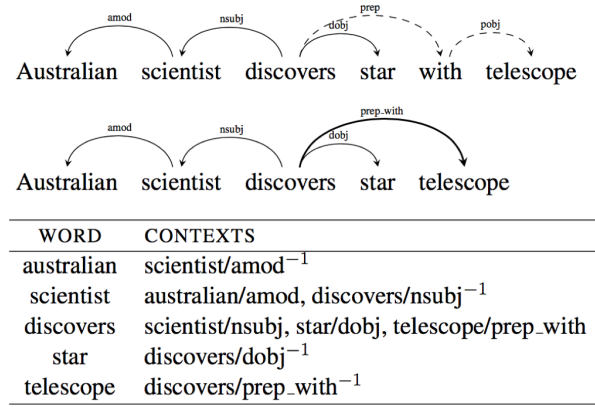 amod nsubj dobj prep pobj
Australian scientist discovers star with telescope
amod nsubj dobj prep_with
Australian scientist discovers star telescope
WORD CONTEXTS
australian scientist/amod⁻¹
scientist australian/amod, discovers/nsubj⁻¹
discovers scientist/nsubj, star/dobj, telescope/prep_with
star discovers/dobj⁻¹
telescope discovers/prep_with⁻¹